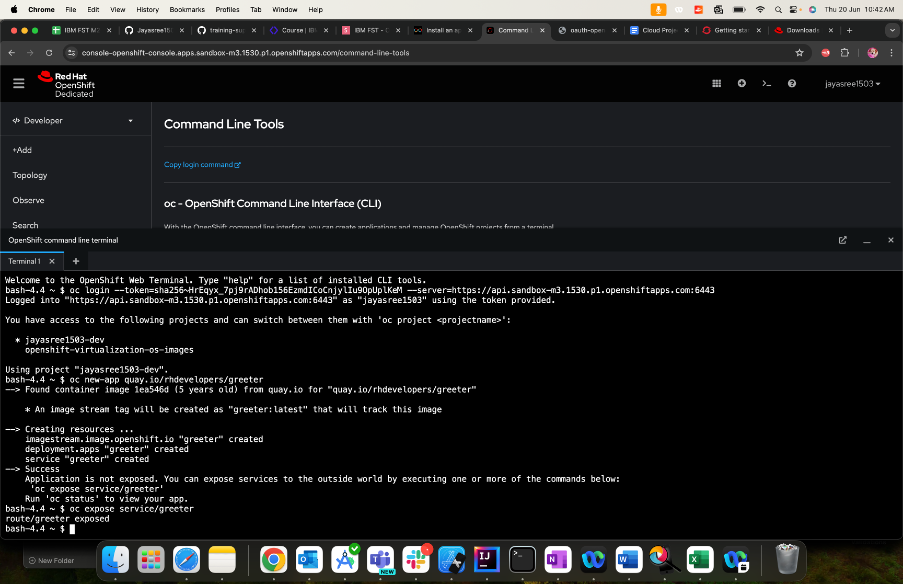 Chrome File Edit View History Bookmarks Profiles Tab Window Help Thu 20 Jun 10:42 AM
IBM FST M3 Jayasree15 training-su Course | IB IBM FST - C Install an ap Command oauth-open Cloud Proj Getting star Downloads
console-openshift-console.apps.sandbox-m3.1530.p1.openshiftapps.com/command-line-tools
Red Hat
OpenShift
Dedicated
jayasree1503
Developer
Command Line Tools
+Add
Copy login command
Topology
Observe
oc - OpenShift Command Line Interface (CLI)
Search
With the OpenShift command line interface, you can create applications and manage OpenShift projects from a terminal.
OpenShift command line terminal
Terminal 1
Welcome to the OpenShift Web Terminal. Type "help" for a list of installed CLI tools.
bash-4.4 ~ $ oc login --token=sha256~HrEqyx_7pj9rADhob156EzmdICoCnjylIu9OpUplKeM --server=https://api.sandbox-m3.1530.p1.openshiftapps.com:6443
Logged into "https://api.sandbox-m3.1530.p1.openshiftapps.com:6443" as "jayasree1503" using the token provided.
You have access to the following projects and can switch between them with 'oc project <projectname>':
* jayasree1503-dev
openshift-virtualization-os-images
Using project "jayasree1503-dev".
bash-4.4 ~ $ oc new-app quay.io/rhdevelopers/greeter
--> Found container image 1ea546d (5 years old) from quay.io for "quay.io/rhdevelopers/greeter"
* An image stream tag will be created as "greeter:latest" that will track this image
--> Creating resources ...
imagestream.image.openshift.io "greeter" created
deployment.apps "greeter" created
service "greeter" created
--> Success
Application is not exposed. You can expose services to the outside world by executing one or more of the commands below:
'oc expose service/greeter'
Run 'oc status' to view your app.
bash-4.4 ~ $ oc expose service/greeter
route/greeter exposed
bash-4.4 ~ $
New Folder
NEW